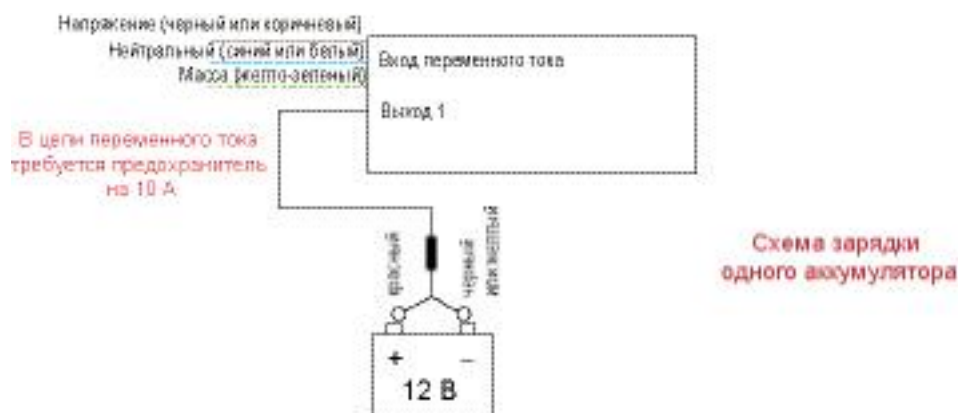 Напряжение (черный или коричневый)
Нейтральный (синий или белый)
Масса (желто-зеленый)
Вход переменного тока
Выход 1
В цепи переменного тока
требуется предохранитель
на 10 А
красный
черный
или желтый
Схема зарядки
одного аккумулятора
+ –
12 В